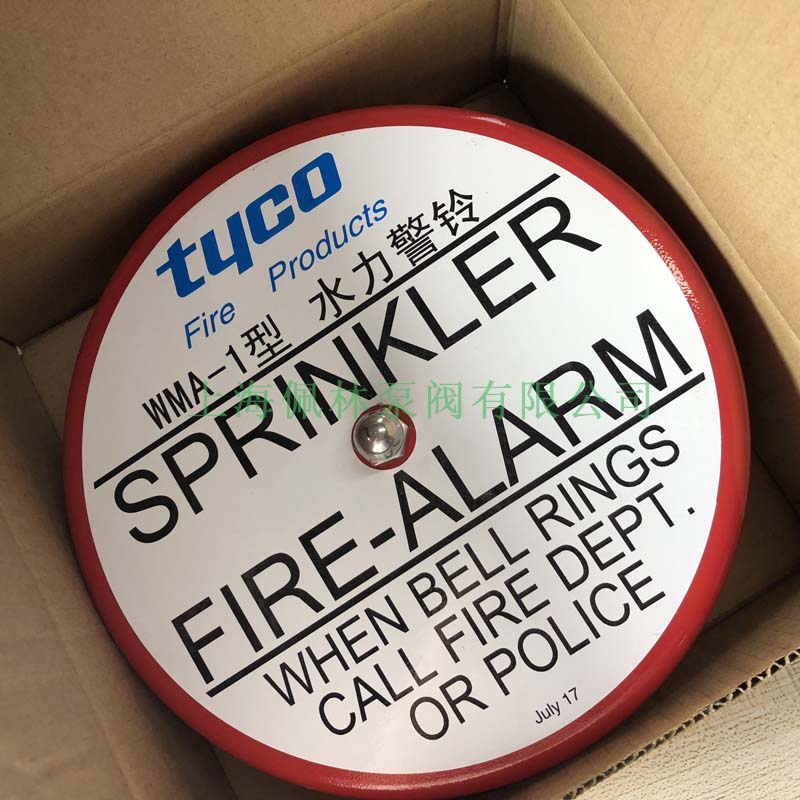 tyco
Fire Products
WMA-1型 水力警铃
上海佩林泵阀有限公司
SPRINKLER
FIRE-ALARM
WHEN BELL RINGS
CALL FIRE DEPT.
OR POLICE
July 17